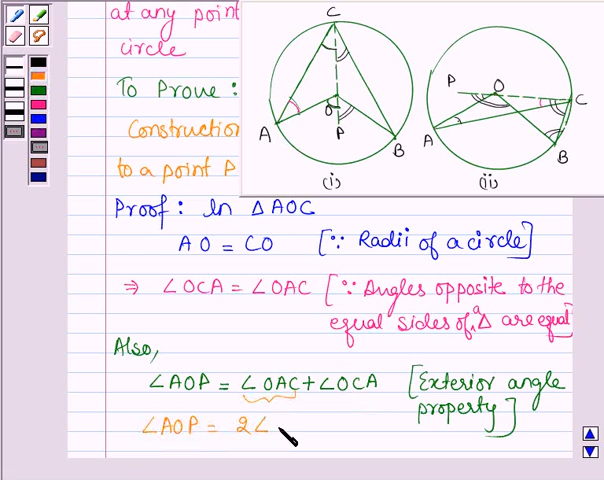 at any point
circle
To Prove :
Construction
to a point P
C
O
A
P
B
(i)
P
O
C
A
B
(ii)
Proof : In △AOC
AO = CO [∵ Radii of a circle]
⇒ ∠OCA = ∠OAC [∵ Angles opposite to the
equal sides of a △ are equal]
Also,
∠AOP = ∠OAC + ∠OCA [Exterior angle
property]
∠AOP = 2∠